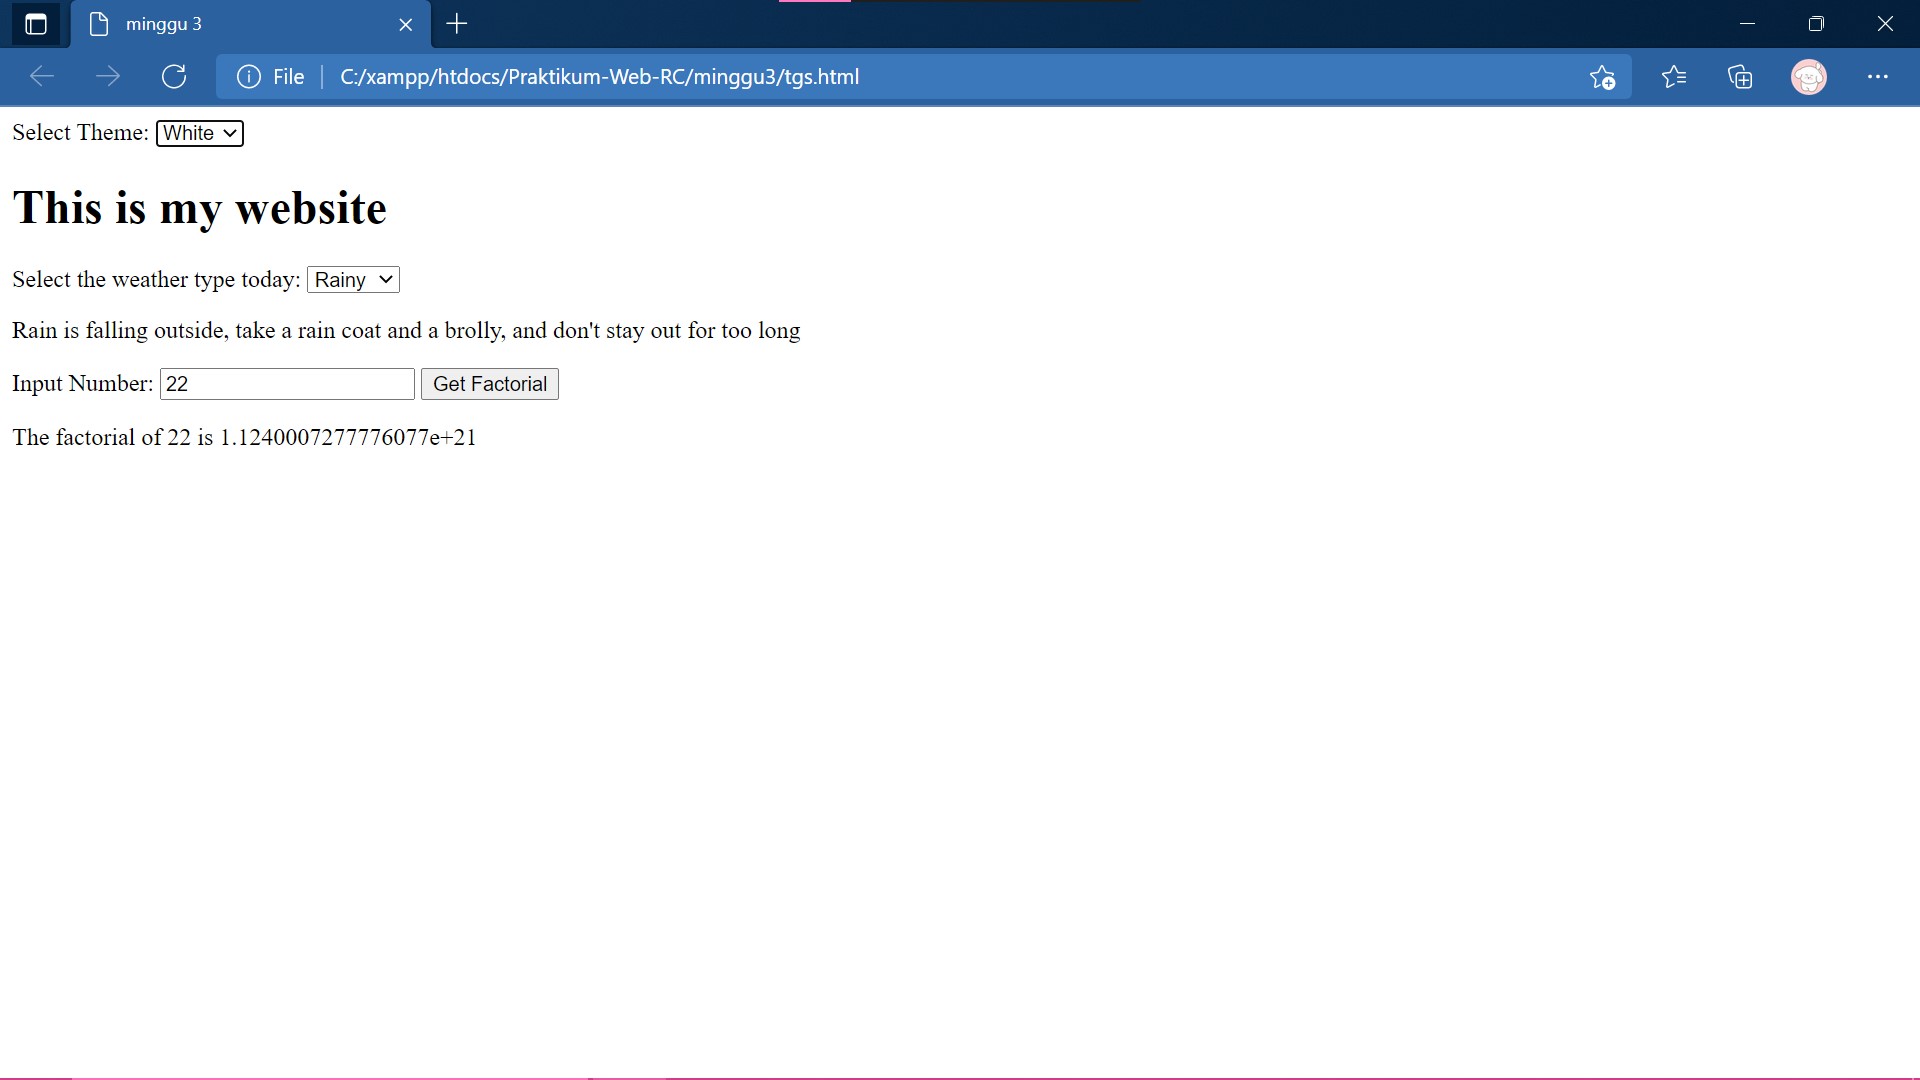 minggu 3
File C:/xampp/htdocs/Praktikum-Web-RC/minggu3/tgs.html
Select Theme: White
This is my website
Select the weather type today: Rainy
Rain is falling outside, take a rain coat and a brolly, and don't stay out for too long
Input Number: 22 Get Factorial
The factorial of 22 is 1.1240007277776077e+21